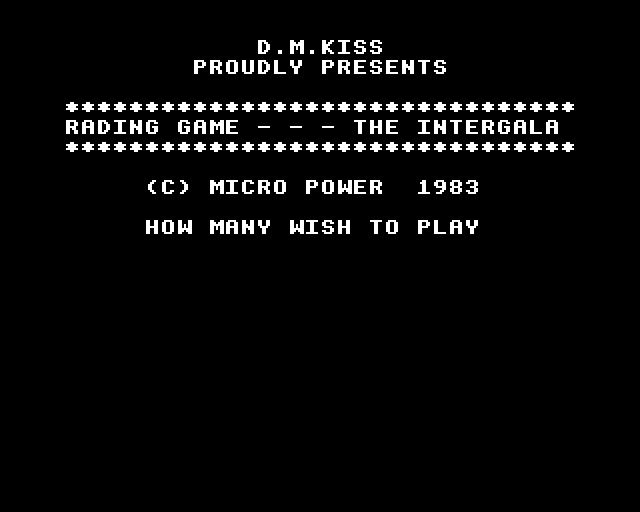 D.M.KISS
PROUDLY PRESENTS
********************************
RADING GAME - - - THE INTERGALA
********************************
(C) MICRO POWER  1983
HOW MANY WISH TO PLAY